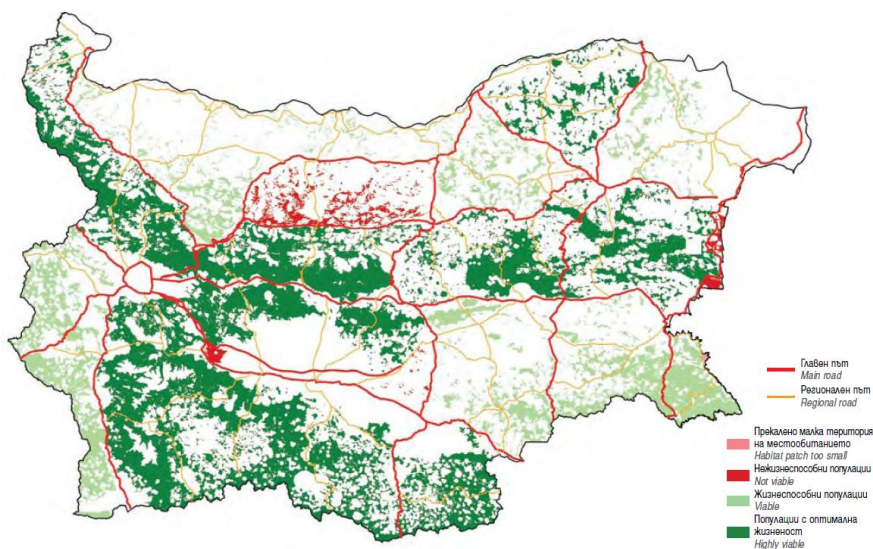 Главен път
Main road
Регионален път
Regional road
Прекалено малка територия
на местообитанието
Habitat patch too small
Нежизнеспособни популации
Not viable
Жизнеспособни популации
Viable
Популации с оптимална
жизненост
Highly viable